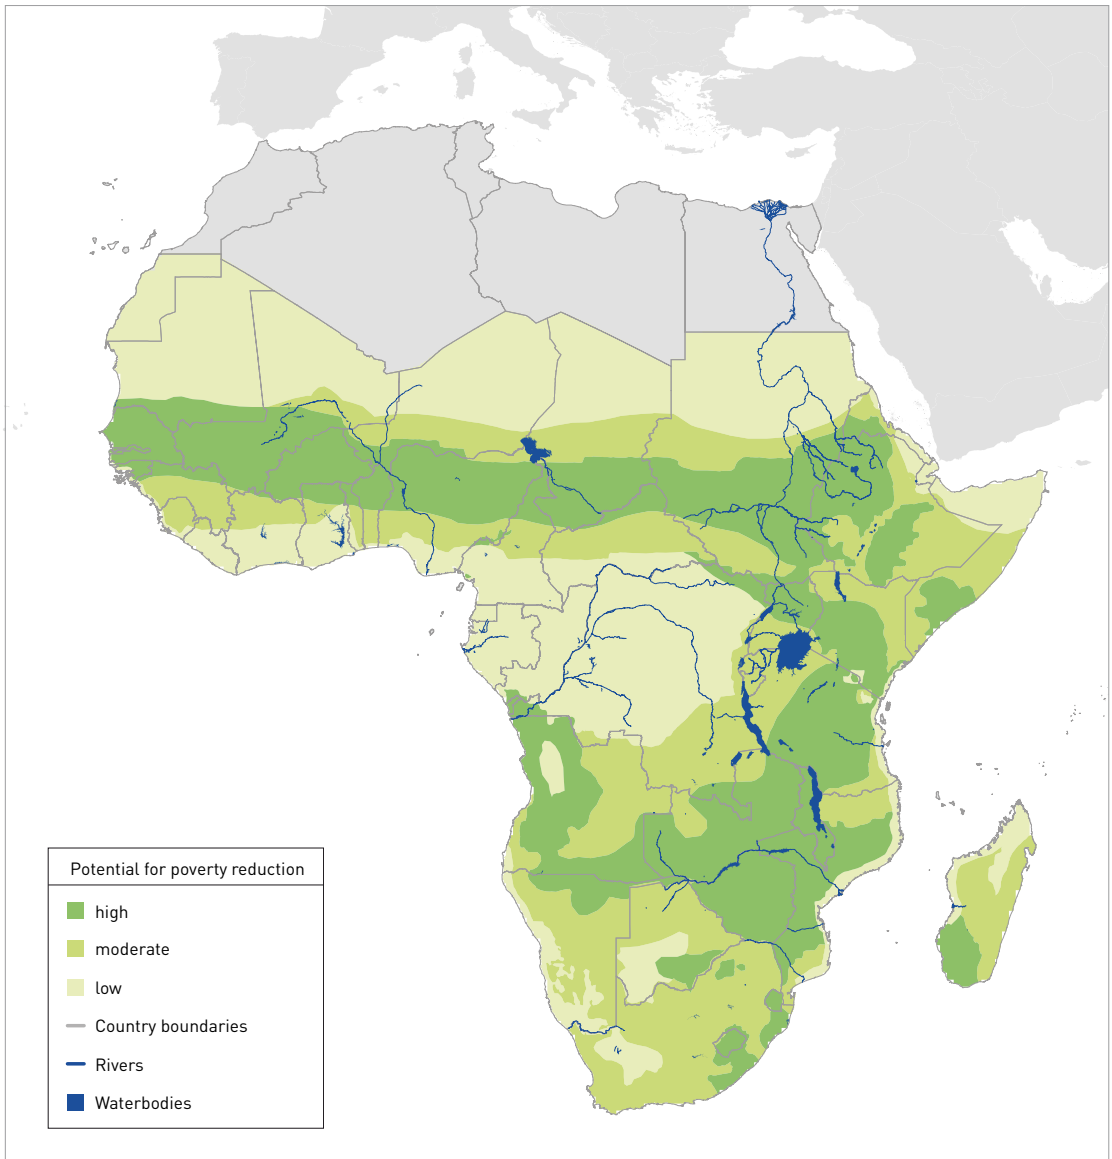 Potential for poverty reduction
high
moderate
low
Country boundaries
Rivers
Waterbodies